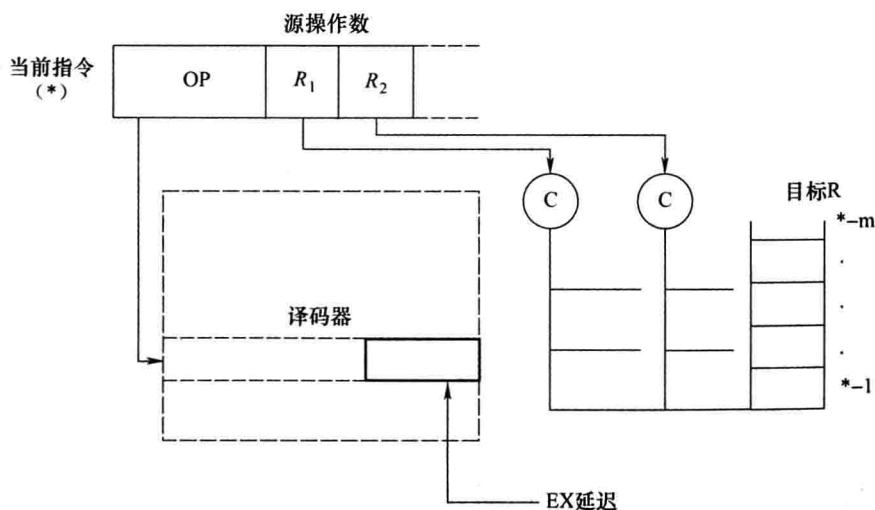 源操作数
当前指令
(*)
OP
R1
R2
C
C
目标R
*–m
.
.
.
*–1
译码器
EX延迟